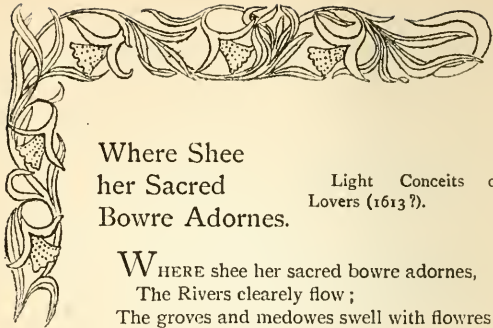 Where Shee
her Sacred
Bowre Adornes.
Light Conceits
Lovers (1613?).
WHERE shee her sacred bowre adornes,
The Rivers clearely flow;
The groves and medowes swell with flowres